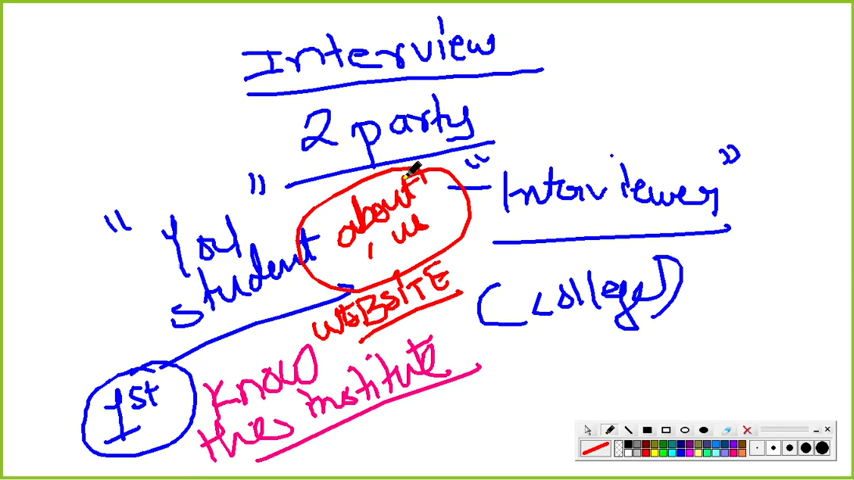 Interview
2 party
" You "
student
about
us
" Interviewer "
(college)
WEBSITE
1st
Know
this institute